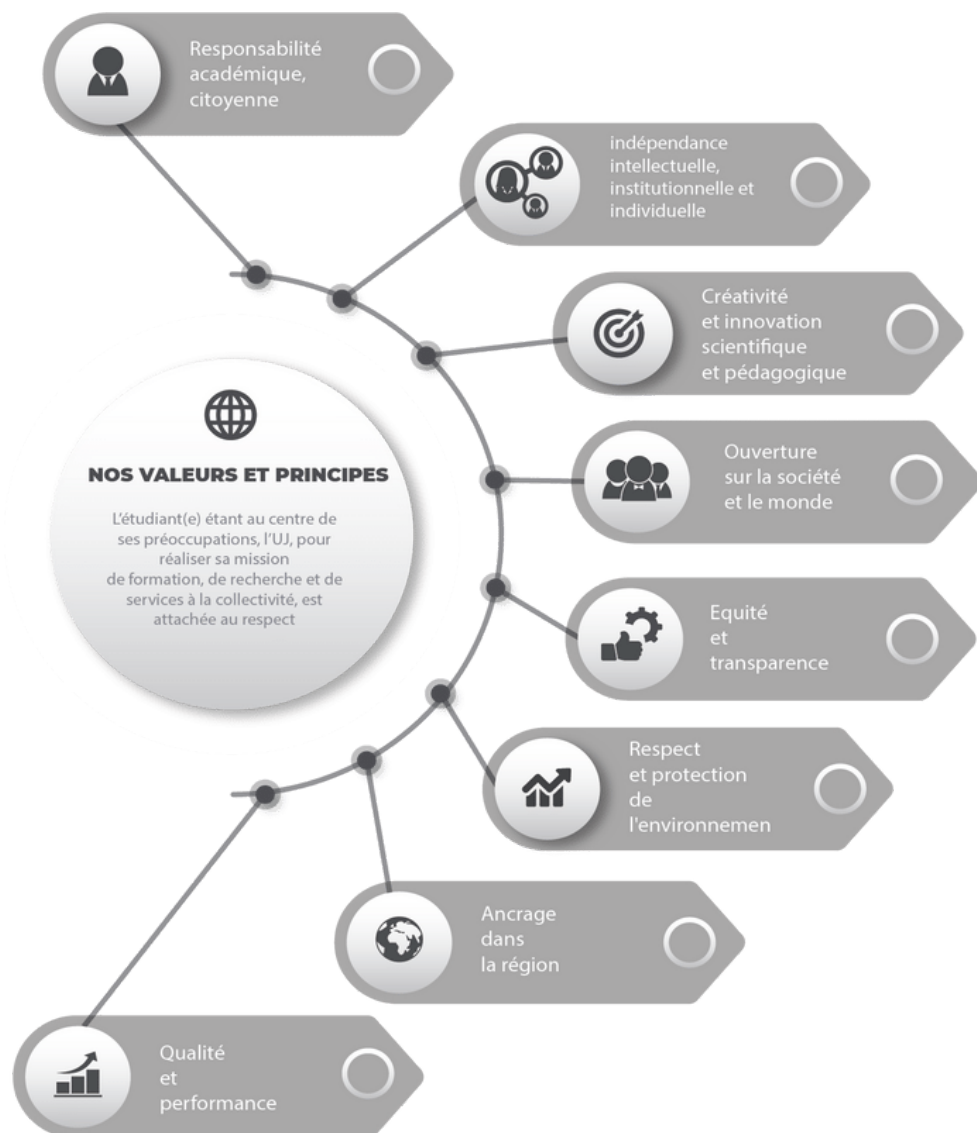 Responsabilité
académique,
citoyenne
indépendance
intellectuelle,
institutionnelle et
individuelle
Créativité
et innovation
scientifique
et pédagogique
NOS VALEURS ET PRINCIPES
L'étudiant(e) étant au centre de
ses préoccupations, l'UJ, pour
réaliser sa mission
de formation, de recherche et de
services à la collectivité, est
attachée au respect
Ouverture
sur la société
et le monde
Equité
et
transparence
Respect
et protection
de
l'environnemen
Ancrage
dans
la région
Qualité
et
performance